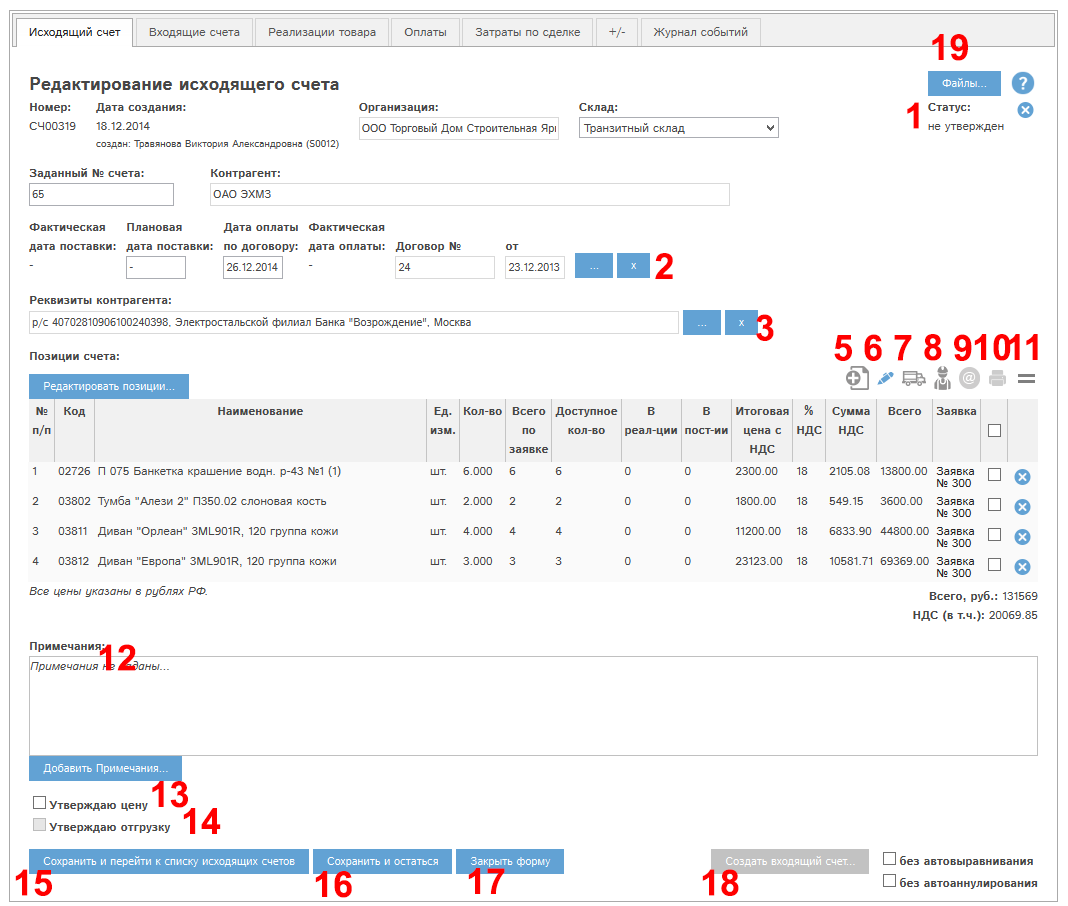 Исходящий счет Входящие счета Реализации товара Оплаты Затраты по сделке +/- Журнал событий
19
Редактирование исходящего счета Файлы... ?
Номер: Дата создания: Организация: Склад: 1 Статус:
СЧ00319 18.12.2014 ООО Торговый Дом Строительная Яр Транзитный склад не утвержден
создан: Травянова Виктория Александровна (S0012)
Заданный № счета: Контрагент:
65 ОАО ЭХМЗ
Фактическая Плановая Дата оплаты Фактическая
дата поставки: дата поставки: по договору: дата оплаты: Договор № от
- - 26.12.2014 - 24 23.12.2013 ... x 2
Реквизиты контрагента:
р/с 40702810906100240398, Электростальской филиал Банка "Возрождение", Москва ... x 3
Позиции счета:
5 6 7 8 9 10 11
Редактировать позиции... @
№ Код Наименование Ед. Кол-во Всего Доступное В В Итоговая % Сумма Всего Заявка
п/п изм. по кол-во реал-ции пост-ии цена с НДС НДС
заявке НДС
1 02726 П 075 Банкетка крашение водн. р-43 №1 (1) шт. 6.000 6 6 0 0 2300.00 18 2105.08 13800.00 Заявка
№ 300
2 03802 Тумба "Алези 2" П350.02 слоновая кость шт. 2.000 2 2 0 0 1800.00 18 549.15 3600.00 Заявка
№ 300
3 03811 Диван "Орлеан" 3ML901R, 120 группа кожи шт. 4.000 4 4 0 0 11200.00 18 6833.90 44800.00 Заявка
№ 300
4 03812 Диван "Европа" 3ML901R, 120 группа кожи шт. 3.000 3 3 0 0 23123.00 18 10581.71 69369.00 Заявка
№ 300
Все цены указаны в рублях РФ.
Всего, руб.: 131569
НДС (в т.ч.): 20069.85
Примечания: 12
Примечания не заданы...
Добавить Примечания...
Утверждаю цену 13
Утверждаю отгрузку 14
Сохранить и перейти к списку исходящих счетов Сохранить и остаться Закрыть форму Создать входящий счет... без автовыравнивания
15 16 17 18 без автоаннулирования